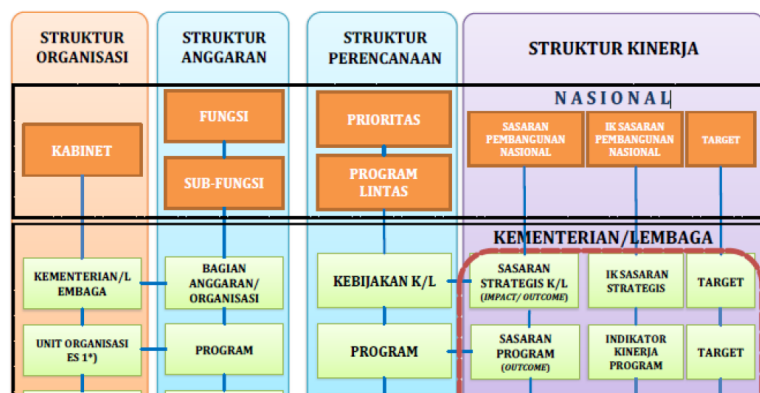 STRUKTUR
ORGANISASI
STRUKTUR
ANGGARAN
STRUKTUR
PERENCANAAN
STRUKTUR KINERJA
NASIONAL
KABINET
FUNGSI
SUB-FUNGSI
PRIORITAS
PROGRAM
LINTAS
SASARAN
PEMBANGUNAN
NASIONAL
IK SASARAN
PEMBANGUNAN
NASIONAL
TARGET
KEMENTERIAN/LEMBAGA
KEMENTERIAN/L
EMBAGA
BAGIAN
ANGGARAN/
ORGANISASI
KEBIJAKAN K/L
SASARAN
STRATEGIS K/L
(IMPACT/ OUTCOME)
IK SASARAN
STRATEGIS
TARGET
UNIT ORGANISASI
ES 1*)
PROGRAM
PROGRAM
SASARAN
PROGRAM
(OUTCOME)
INDIKATOR
KINERJA
PROGRAM
TARGET